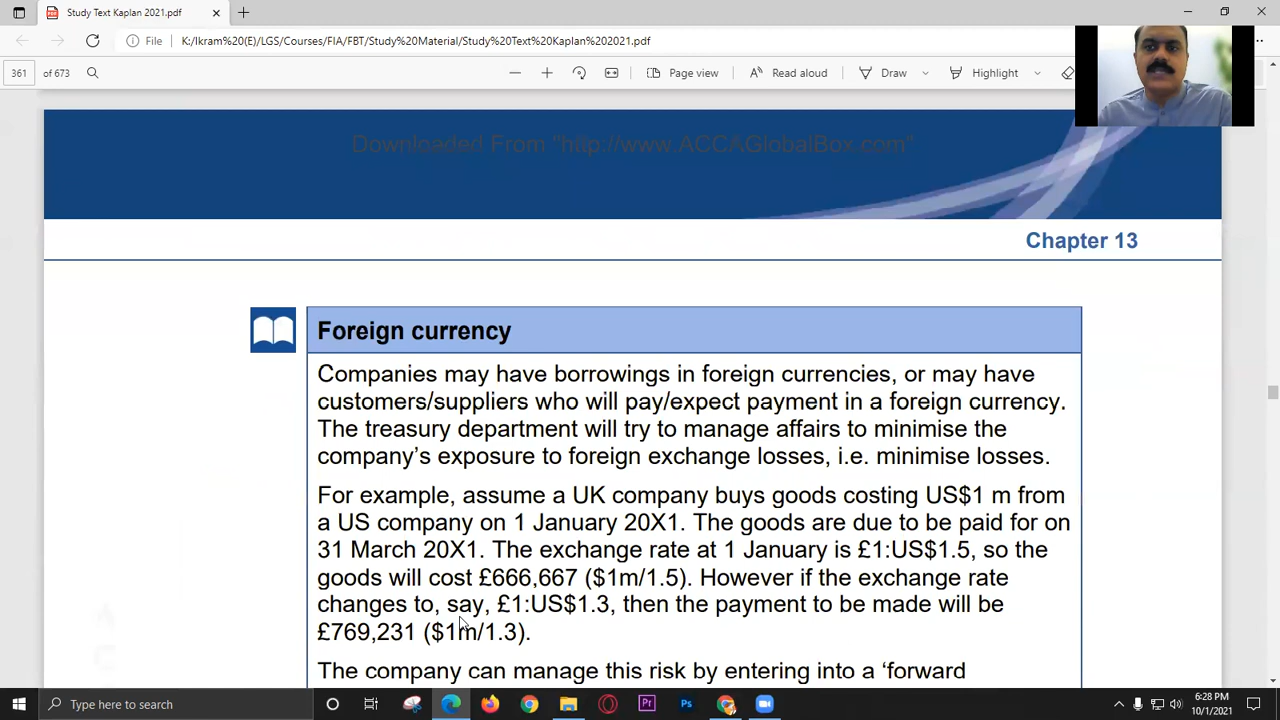 Study Text Kaplan 2021.pdf
File K:/Ikram%20(E)/LGS/Courses/FIA/FBT/Study%20Material/Study%20Text%20Kaplan%202021.pdf
361 of 673 Page view Read aloud Draw Highlight
Downloaded From "http://www.ACCAGlobalBox.com"
Chapter 13
Foreign currency
Companies may have borrowings in foreign currencies, or may have
customers/suppliers who will pay/expect payment in a foreign currency.
The treasury department will try to manage affairs to minimise the
company's exposure to foreign exchange losses, i.e. minimise losses.
For example, assume a UK company buys goods costing US$1 m from
a US company on 1 January 20X1. The goods are due to be paid for on
31 March 20X1. The exchange rate at 1 January is £1:US$1.5, so the
goods will cost £666,667 ($1m/1.5). However if the exchange rate
changes to, say, £1:US$1.3, then the payment to be made will be
£769,231 ($1m/1.3).
The company can manage this risk by entering into a 'forward
Type here to search
6:28 PM
10/1/2021